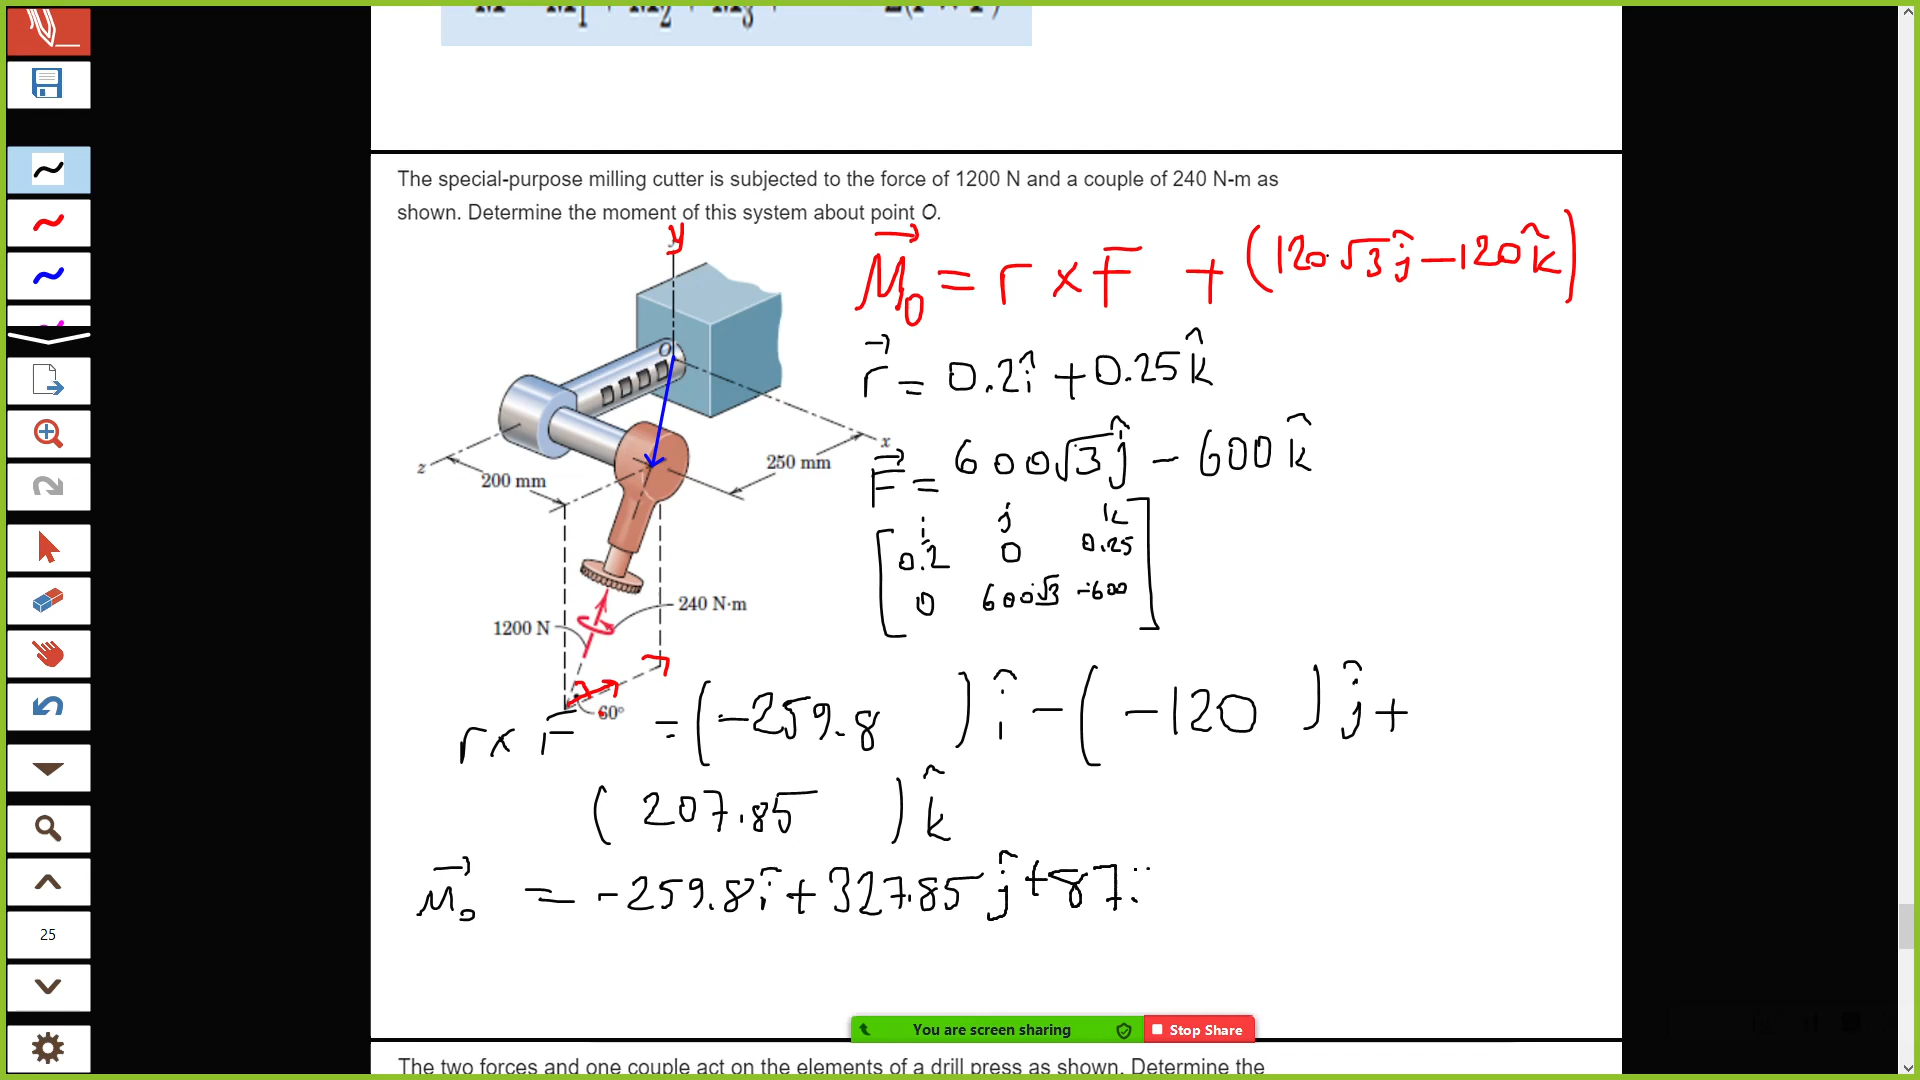 The special-purpose milling cutter is subjected to the force of 1200 N and a couple of 240 N-m as
shown. Determine the moment of this system about point O.
y
M₀ = r × F + (120√3 ĵ − 120 k̂)
O
r = 0.2 î + 0.25 k̂
x
250 mm
z
200 mm
F = 600√3 ĵ − 600 k̂
i j k
0.2 0 0.25
0 600√3 -600
240 N·m
1200 N
60°
r × F = (-259.8 ) î − (-120 ) ĵ +
( 207.85 ) k̂
M₀ = -259.8 î + 327.85 ĵ + 87.
25
You are screen sharing
Stop Share
The two forces and one couple act on the elements of a drill press as shown. Determine the